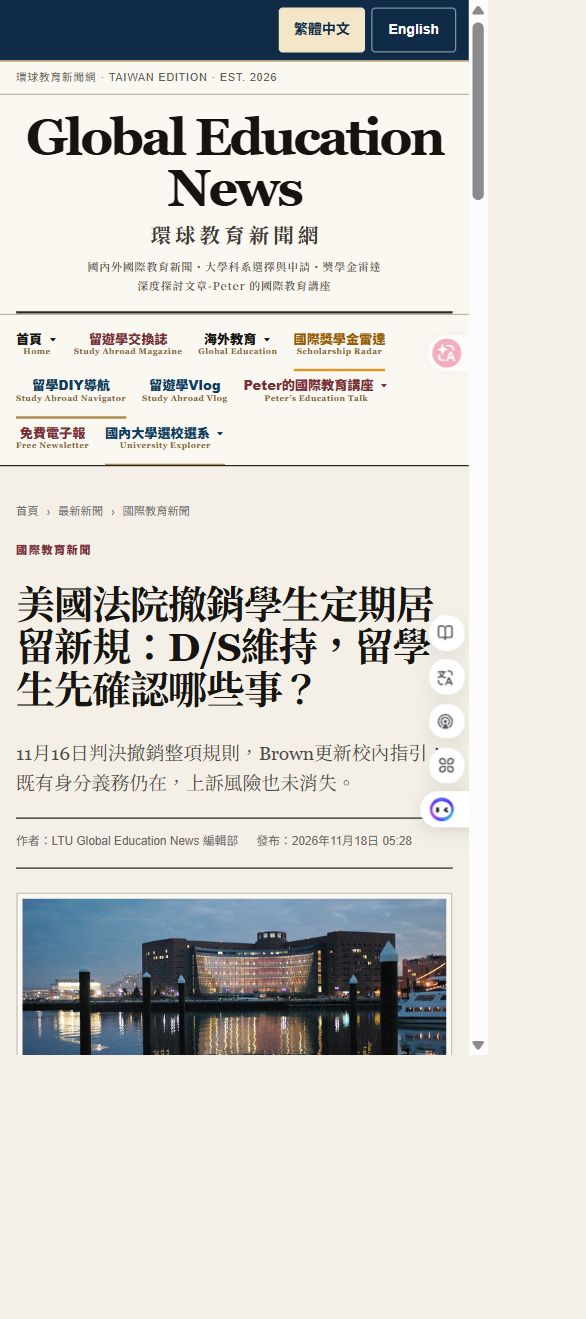 繁體中文
English
環球教育新聞網 · TAIWAN EDITION · EST. 2026
Global Education
News
環球教育新聞網
國內外國際教育新聞・大學科系選擇與申請・獎學金雷達
深度探討文章-Peter 的國際教育講座
首頁 留遊學交換誌 海外教育 國際獎學金雷達
Home Study Abroad Magazine Global Education Scholarship Radar
留學DIY導航 留遊學Vlog Peter的國際教育講座
Study Abroad Navigator Study Abroad Vlog Peter's Education Talk
免費電子報 國內大學選校選系
Free Newsletter University Explorer
首頁 › 最新新聞 › 國際教育新聞
國際教育新聞
美國法院撤銷學生定期居
留新規：D/S維持，留學
生先確認哪些事？
11月16日判決撤銷整項規則，Brown更新校內指引；
既有身分義務仍在，上訴風險也未消失。
作者：LTU Global Education News 編輯部 發布：2026年11月18日 05:28